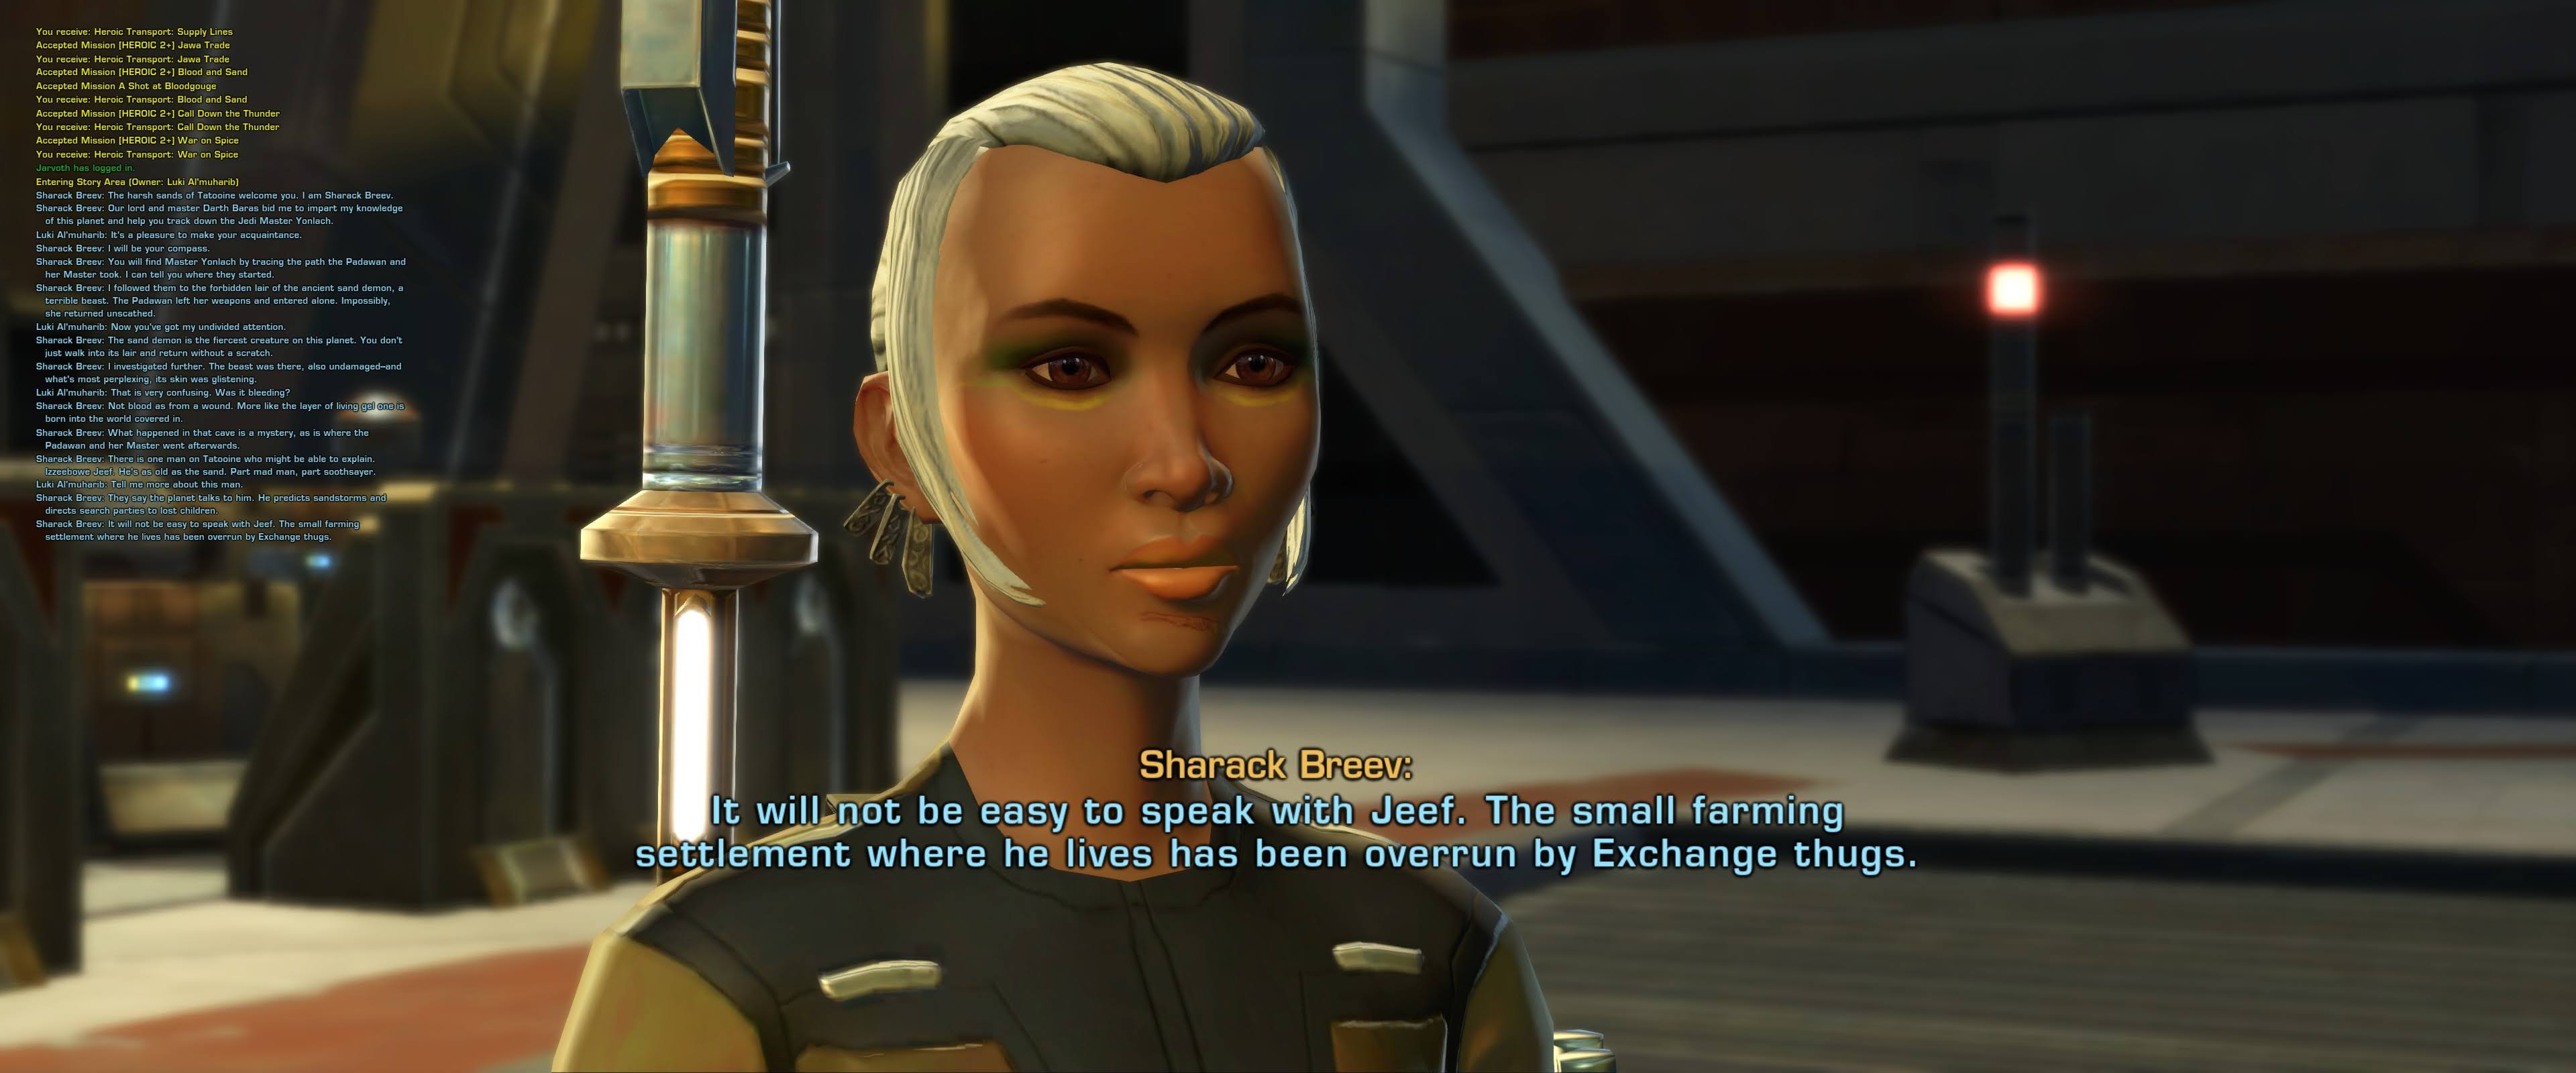 You receive: Heroic Transport: Supply Lines
Accepted Mission [HEROIC 2+] Jawa Trade
You receive: Heroic Transport: Jawa Trade
Accepted Mission [HEROIC 2+] Blood and Sand
Accepted Mission A Shot at Bloodgouge
You receive: Heroic Transport: Blood and Sand
Accepted Mission [HEROIC 2+] Call Down the Thunder
You receive: Heroic Transport: Call Down the Thunder
Accepted Mission [HEROIC 2+] War on Spice
You receive: Heroic Transport: War on Spice
Jarvoth has logged in.
Entering Story Area (Owner: Luki Al'muharib)
Sharack Breev: The harsh sands of Tatooine welcome you. I am Sharack Breev.
Sharack Breev: Our lord and master Darth Baras bid me to impart my knowledge
of this planet and help you track down the Jedi Master Yonlach.
Luki Al'muharib: It's a pleasure to make your acquaintance.
Sharack Breev: I will be your compass.
Sharack Breev: You will find Master Yonlach by tracing the path the Padawan and
her Master took. I can tell you where they started.
Sharack Breev: I followed them to the forbidden lair of the ancient sand demon, a
terrible beast. The Padawan left her weapons and entered alone. Impossibly,
she returned unscathed.
Luki Al'muharib: Now you've got my undivided attention.
Sharack Breev: The sand demon is the fiercest creature on this planet. You don't
just walk into its lair and return without a scratch.
Sharack Breev: I investigated further. The beast was there, also undamaged—and
what's most perplexing, its skin was glistening.
Luki Al'muharib: That is very confusing. Was it bleeding?
Sharack Breev: Not blood as from a wound. More like the layer of living gel one is
born into the world covered in.
Sharack Breev: What happened in that cave is a mystery, as is where the
Padawan and her Master went afterwards.
Sharack Breev: There is one man on Tatooine who might be able to explain.
Izzeebowe Jeef. He's as old as the sand. Part mad man, part soothsayer.
Luki Al'muharib: Tell me more about this man.
Sharack Breev: They say the planet talks to him. He predicts sandstorms and
directs search parties to lost children.
Sharack Breev: It will not be easy to speak with Jeef. The small farming
settlement where he lives has been overrun by Exchange thugs.
Sharack Breev:
It will not be easy to speak with Jeef. The small farming
settlement where he lives has been overrun by Exchange thugs.